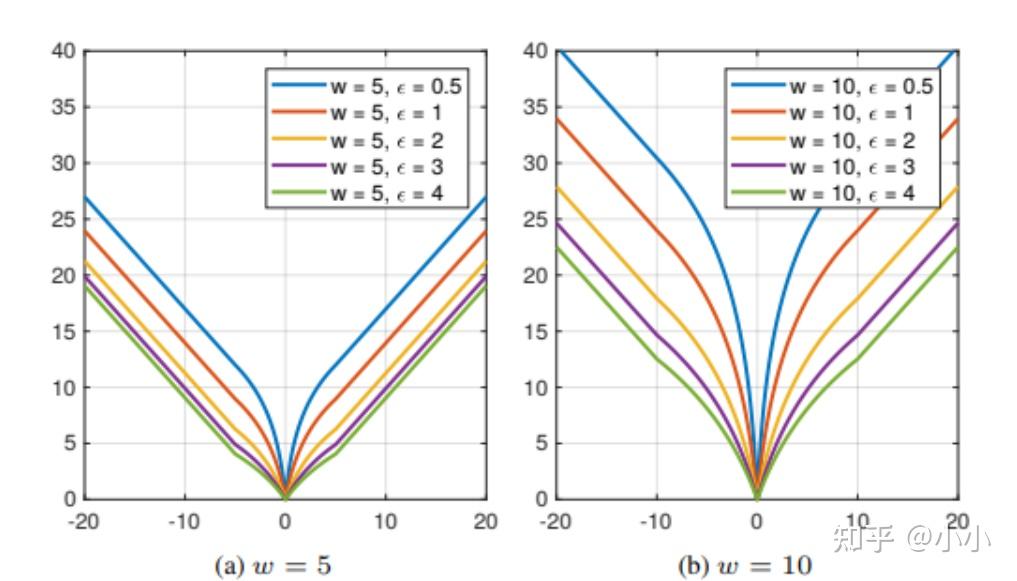 40
35
30
25
20
15
10
5
0
-20 -10 0 10 20
w = 5, ϵ = 0.5
w = 5, ϵ = 1
w = 5, ϵ = 2
w = 5, ϵ = 3
w = 5, ϵ = 4
(a) w = 5
40
35
30
25
20
15
10
5
0
-20 -10 0 10 20
w = 10, ϵ = 0.5
w = 10, ϵ = 1
w = 10, ϵ = 2
w = 10, ϵ = 3
w = 10, ϵ = 4
(b) w = 10
知乎 @小小